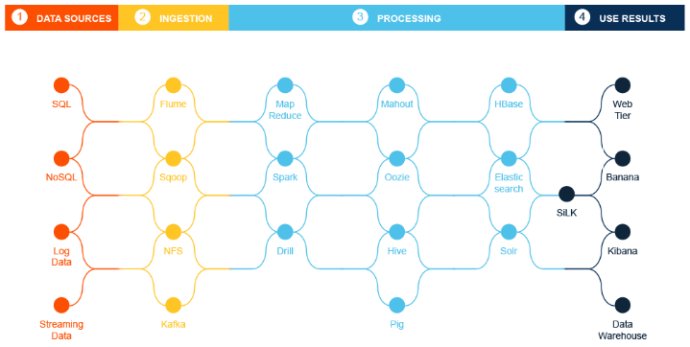 1 DATA SOURCES
2 INGESTION
3 PROCESSING
4 USE RESULTS
SQL
Flume
Map
Reduce
Mahout
HBase
Web
Tier
NoSQL
Sqoop
Spark
Oozie
Elastic
search
Banana
SiLK
Log
Data
NFS
Drill
Hive
Solr
Kibana
Streaming
Data
Kafka
Pig
Data
Warehouse